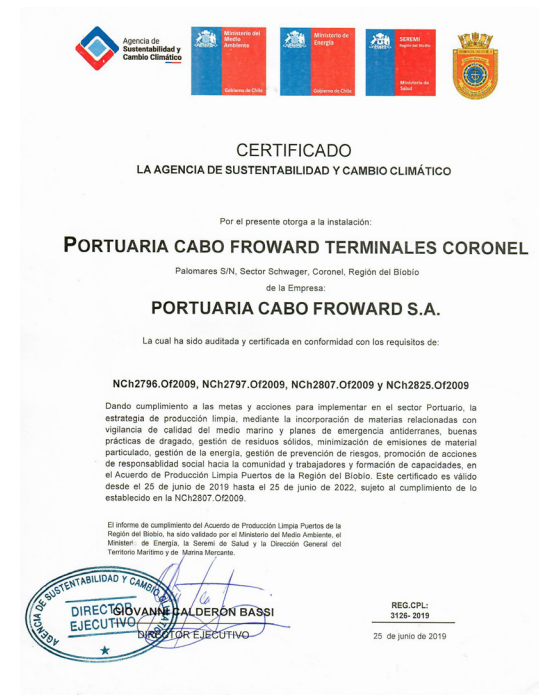 Agencia de
Sustentabilidad y
Cambio Climático
Ministerio del
Medio
Ambiente
Gobierno de Chile
Ministerio de
Energía
Gobierno de Chile
SEREMI
Región del Biobío
Ministerio de
Salud
CERTIFICADO
LA AGENCIA DE SUSTENTABILIDAD Y CAMBIO CLIMÁTICO
Por el presente otorga a la instalación:
PORTUARIA CABO FROWARD TERMINALES CORONEL
Palomares S/N, Sector Schwager, Coronel, Región del Biobío
de la Empresa:
PORTUARIA CABO FROWARD S.A.
La cual ha sido auditada y certificada en conformidad con los requisitos de:
NCh2796.Of2009, NCh2797.Of2009, NCh2807.Of2009 y NCh2825.Of2009
Dando cumplimiento a las metas y acciones para implementar en el sector Portuario, la
estrategia de producción limpia, mediante la incorporación de materias relacionadas con
vigilancia de calidad del medio marino y planes de emergencia antiderrames, buenas
prácticas de dragado, gestión de residuos sólidos, minimización de emisiones de material
particulado, gestión de la energía, gestión de prevención de riesgos, promoción de acciones
de responsablidad social hacia la comunidad y trabajadores y formación de capacidades, en
el Acuerdo de Producción Limpia Puertos de la Región del Biobío. Este certificado es válido
desde el 25 de junio de 2019 hasta el 25 de junio de 2022, sujeto al cumplimiento de lo
establecido en la NCh2807.Of2009.
El informe de cumplimiento del Acuerdo de Producción Limpia Puertos de la
Región del Biobío, ha sido validado por el Ministerio del Medio Ambiente, el
Ministeri de Energía, la Seremi de Salud y la Dirección General del
Territorio Marítimo y de Marina Mercante.
AGENCIA DE SUSTENTABILIDAD Y CAMBIO CLIMÁTICO
DIRECTOR
EJECUTIVO
GIOVANNI CALDERÓN BASSI
DIRECTOR EJECUTIVO
REG.CPL:
3126- 2019
25 de junio de 2019